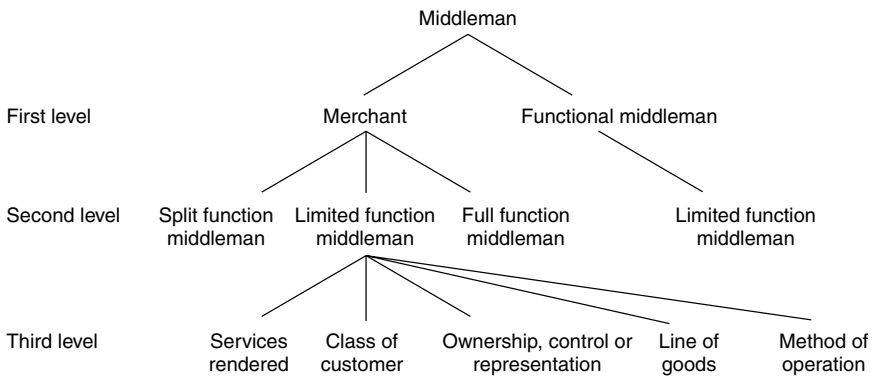 Middleman
First level Merchant Functional middleman
Second level Split function Limited function Full function Limited function
middleman middleman middleman middleman
Third level Services Class of Ownership, control or Line of Method of
rendered customer representation goods operation